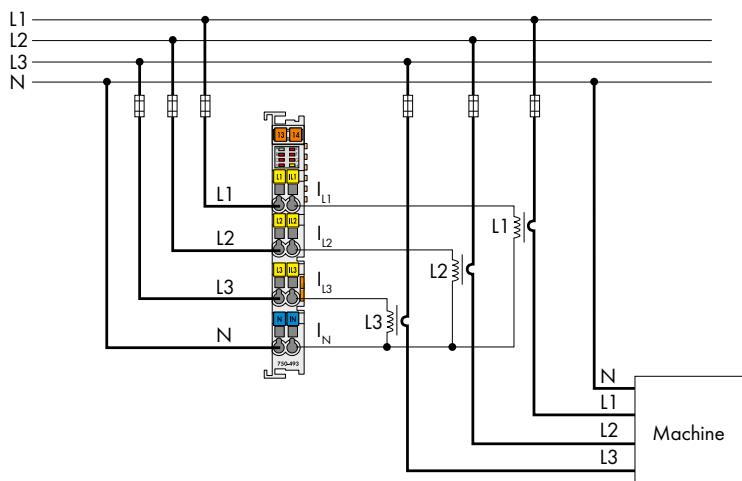 L1
L2
L3
N
13 14
L1 IL1
L1
I L1
L1
L2 IL2
L2
I L2
L2
L3 IL3
L3
I L3
L3
N IN
N
I N
750-493
N
L1
L2
Machine
L3